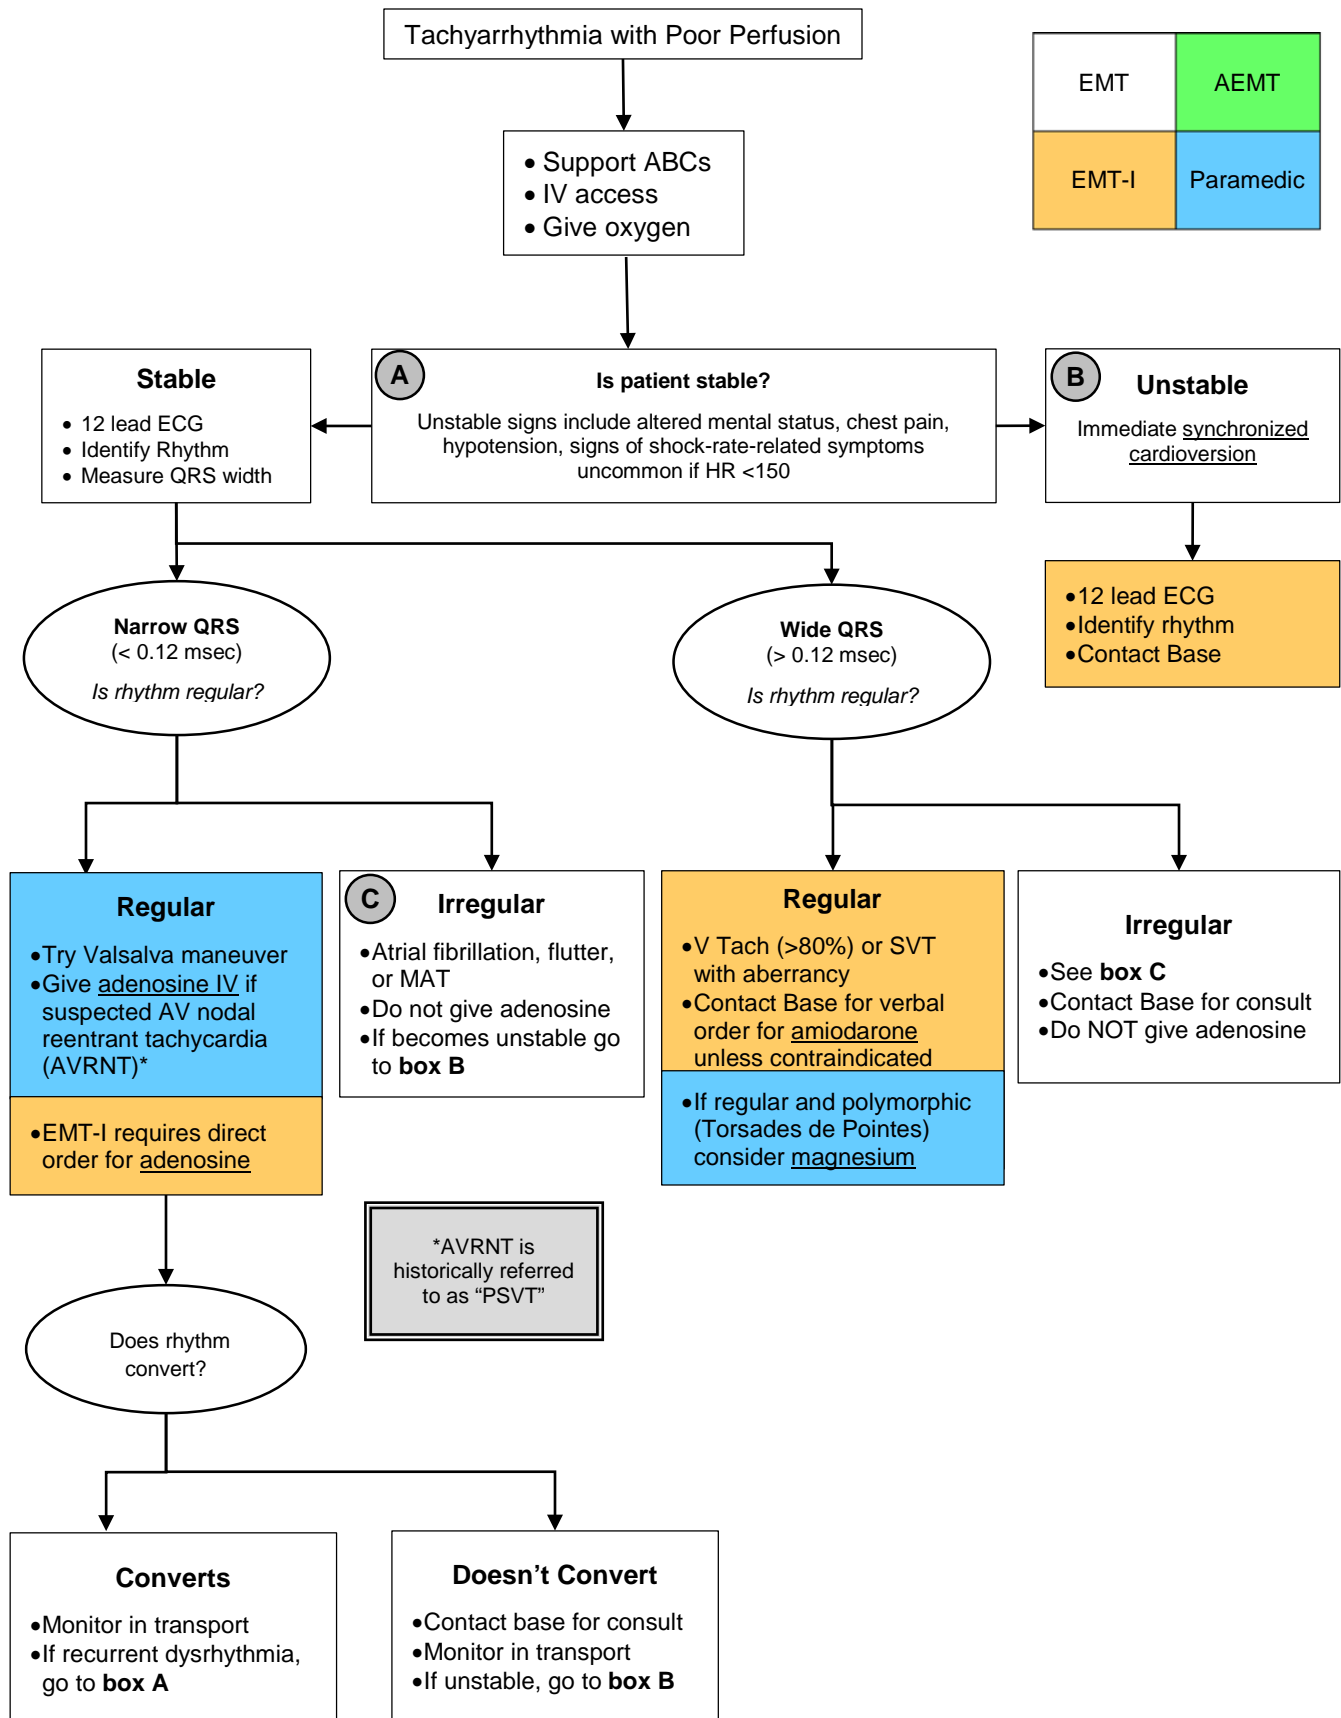 Tachyarrhythmia with Poor Perfusion
EMT
AEMT
EMT-I
Paramedic
• Support ABCs
• IV access
• Give oxygen
Stable
• 12 lead ECG
• Identify Rhythm
• Measure QRS width
A
Is patient stable?
Unstable signs include altered mental status, chest pain,
hypotension, signs of shock-rate-related symptoms
uncommon if HR <150
B
Unstable
Immediate synchronized
cardioversion
•12 lead ECG
•Identify rhythm
•Contact Base
Narrow QRS
(< 0.12 msec)
Is rhythm regular?
Wide QRS
(> 0.12 msec)
Is rhythm regular?
Regular
•Try Valsalva maneuver
•Give adenosine IV if
suspected AV nodal
reentrant tachycardia
(AVRNT)*
•EMT-I requires direct
order for adenosine
C
Irregular
•Atrial fibrillation, flutter,
or MAT
•Do not give adenosine
•If becomes unstable go
to box B
Regular
•V Tach (>80%) or SVT
with aberrancy
•Contact Base for verbal
order for amiodarone
unless contraindicated
•If regular and polymorphic
(Torsades de Pointes)
consider magnesium
Irregular
•See box C
•Contact Base for consult
•Do NOT give adenosine
*AVRNT is
historically referred
to as “PSVT”
Does rhythm
convert?
Converts
•Monitor in transport
•If recurrent dysrhythmia,
go to box A
Doesn't Convert
•Contact base for consult
•Monitor in transport
•If unstable, go to box B